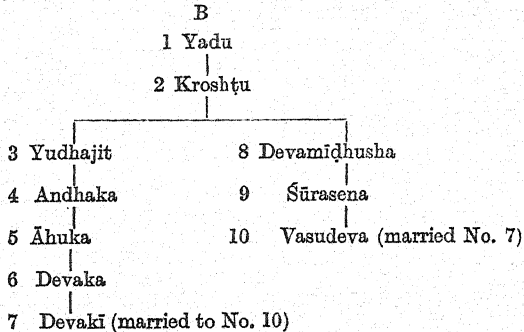 B
1 Yadu
2 Kroshṭu
3 Yudhajit 8 Devamīḍhusha
4 Andhaka 9 Śūrasena
5 Āhuka 10 Vasudeva (married No. 7)
6 Devaka
7 Devakī (married to No. 10)